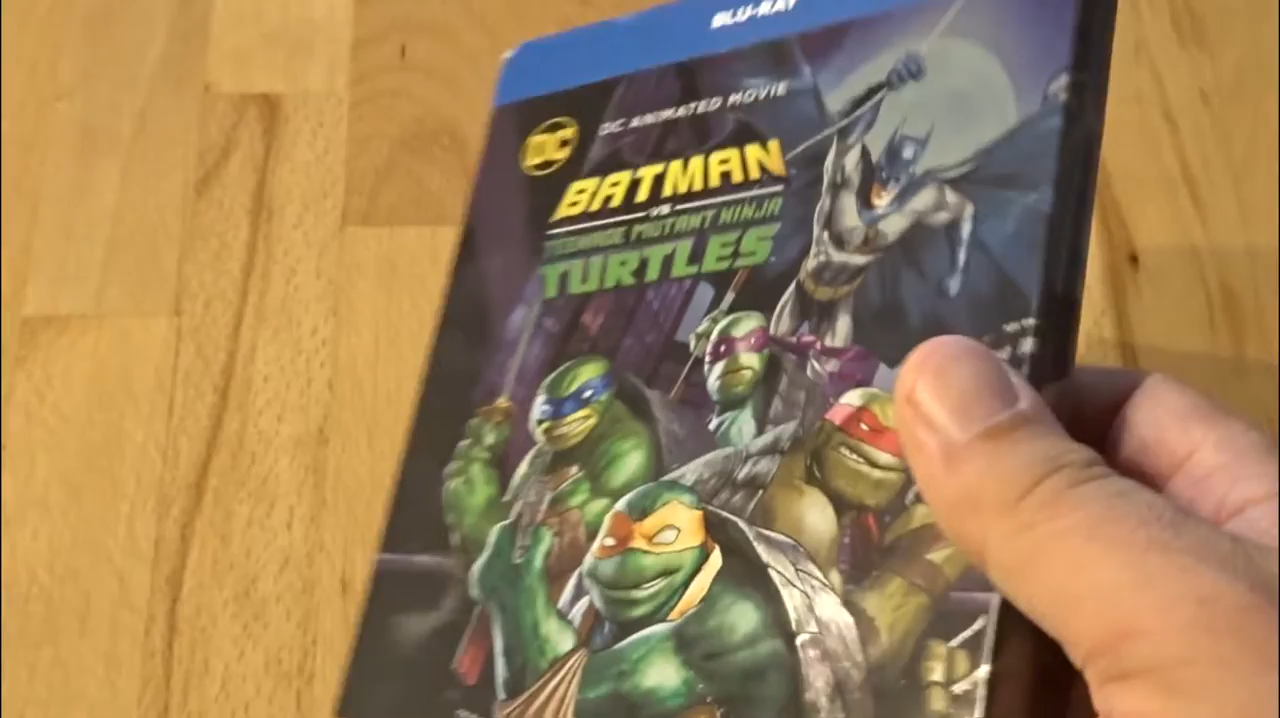 BLU-RAY
DC
DC ANIMATED MOVIE
BATMAN
VS.
TEENAGE MUTANT NINJA
TURTLES